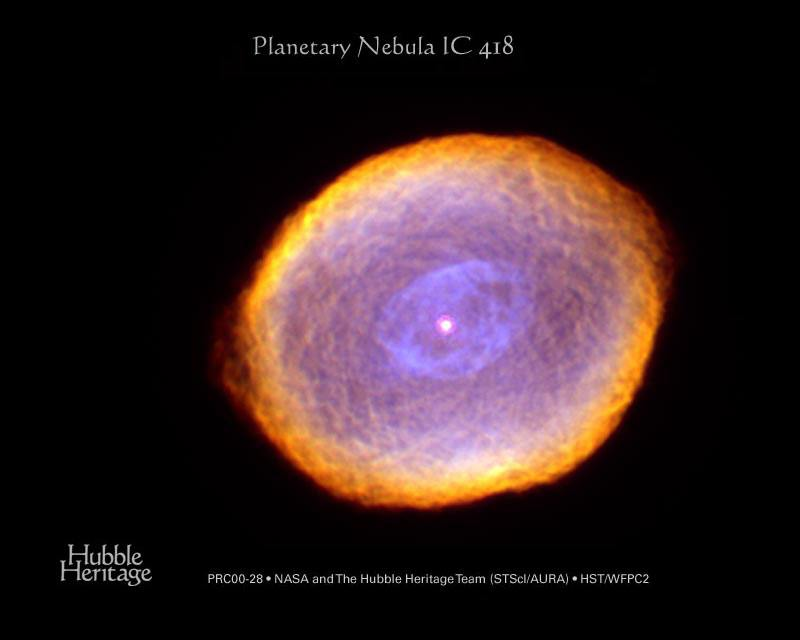 Planetary Nebula IC 418
Hubble
Heritage
PRC00-28 • NASA and The Hubble Heritage Team (STScI/AURA) • HST/WFPC2